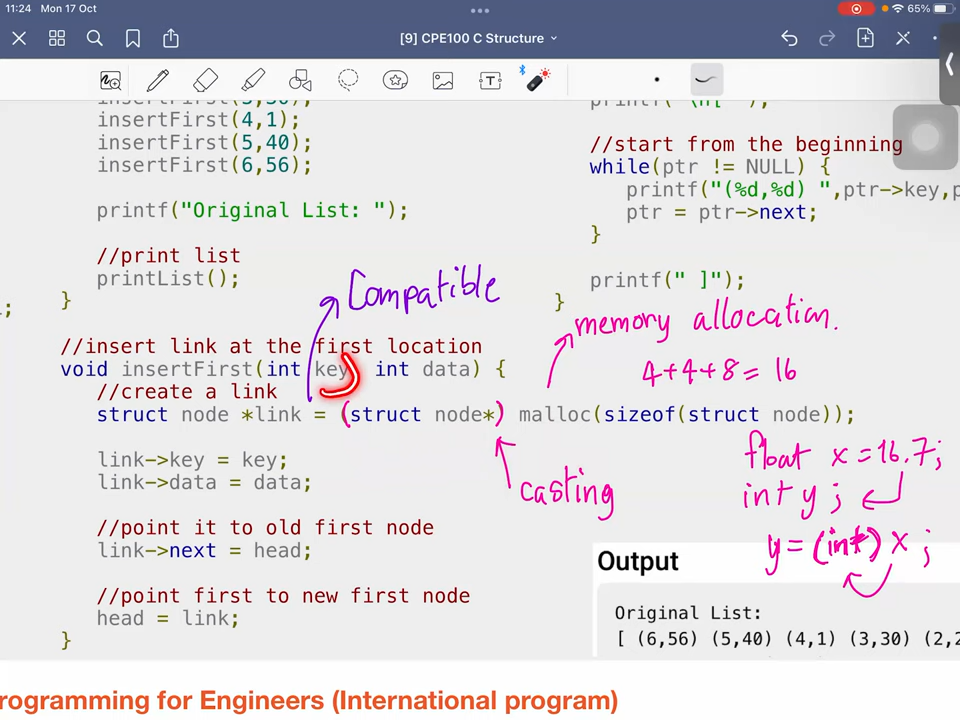 11:24 Mon 17 Oct
65%
[9] CPE100 C Structure
insertFirst(4,1);
insertFirst(5,40);
insertFirst(6,56);
printf("Original List: ");
//print list
printList();
}
//insert link at the first location
void insertFirst(int key, int data) {
//create a link
struct node *link = (struct node*) malloc(sizeof(struct node));
link->key = key;
link->data = data;
//point it to old first node
link->next = head;
//point first to new first node
head = link;
}
Compatible
casting
//start from the beginning
while(ptr != NULL) {
printf("(%d,%d) ",ptr->key,p
ptr = ptr->next;
}
printf(" ]");
}
memory allocation.
4+4+8 = 16
float x = 16.7;
int y ;
y = (int) x ;
Output
Original List:
[ (6,56) (5,40) (4,1) (3,30) (2,2
rogramming for Engineers (International program)